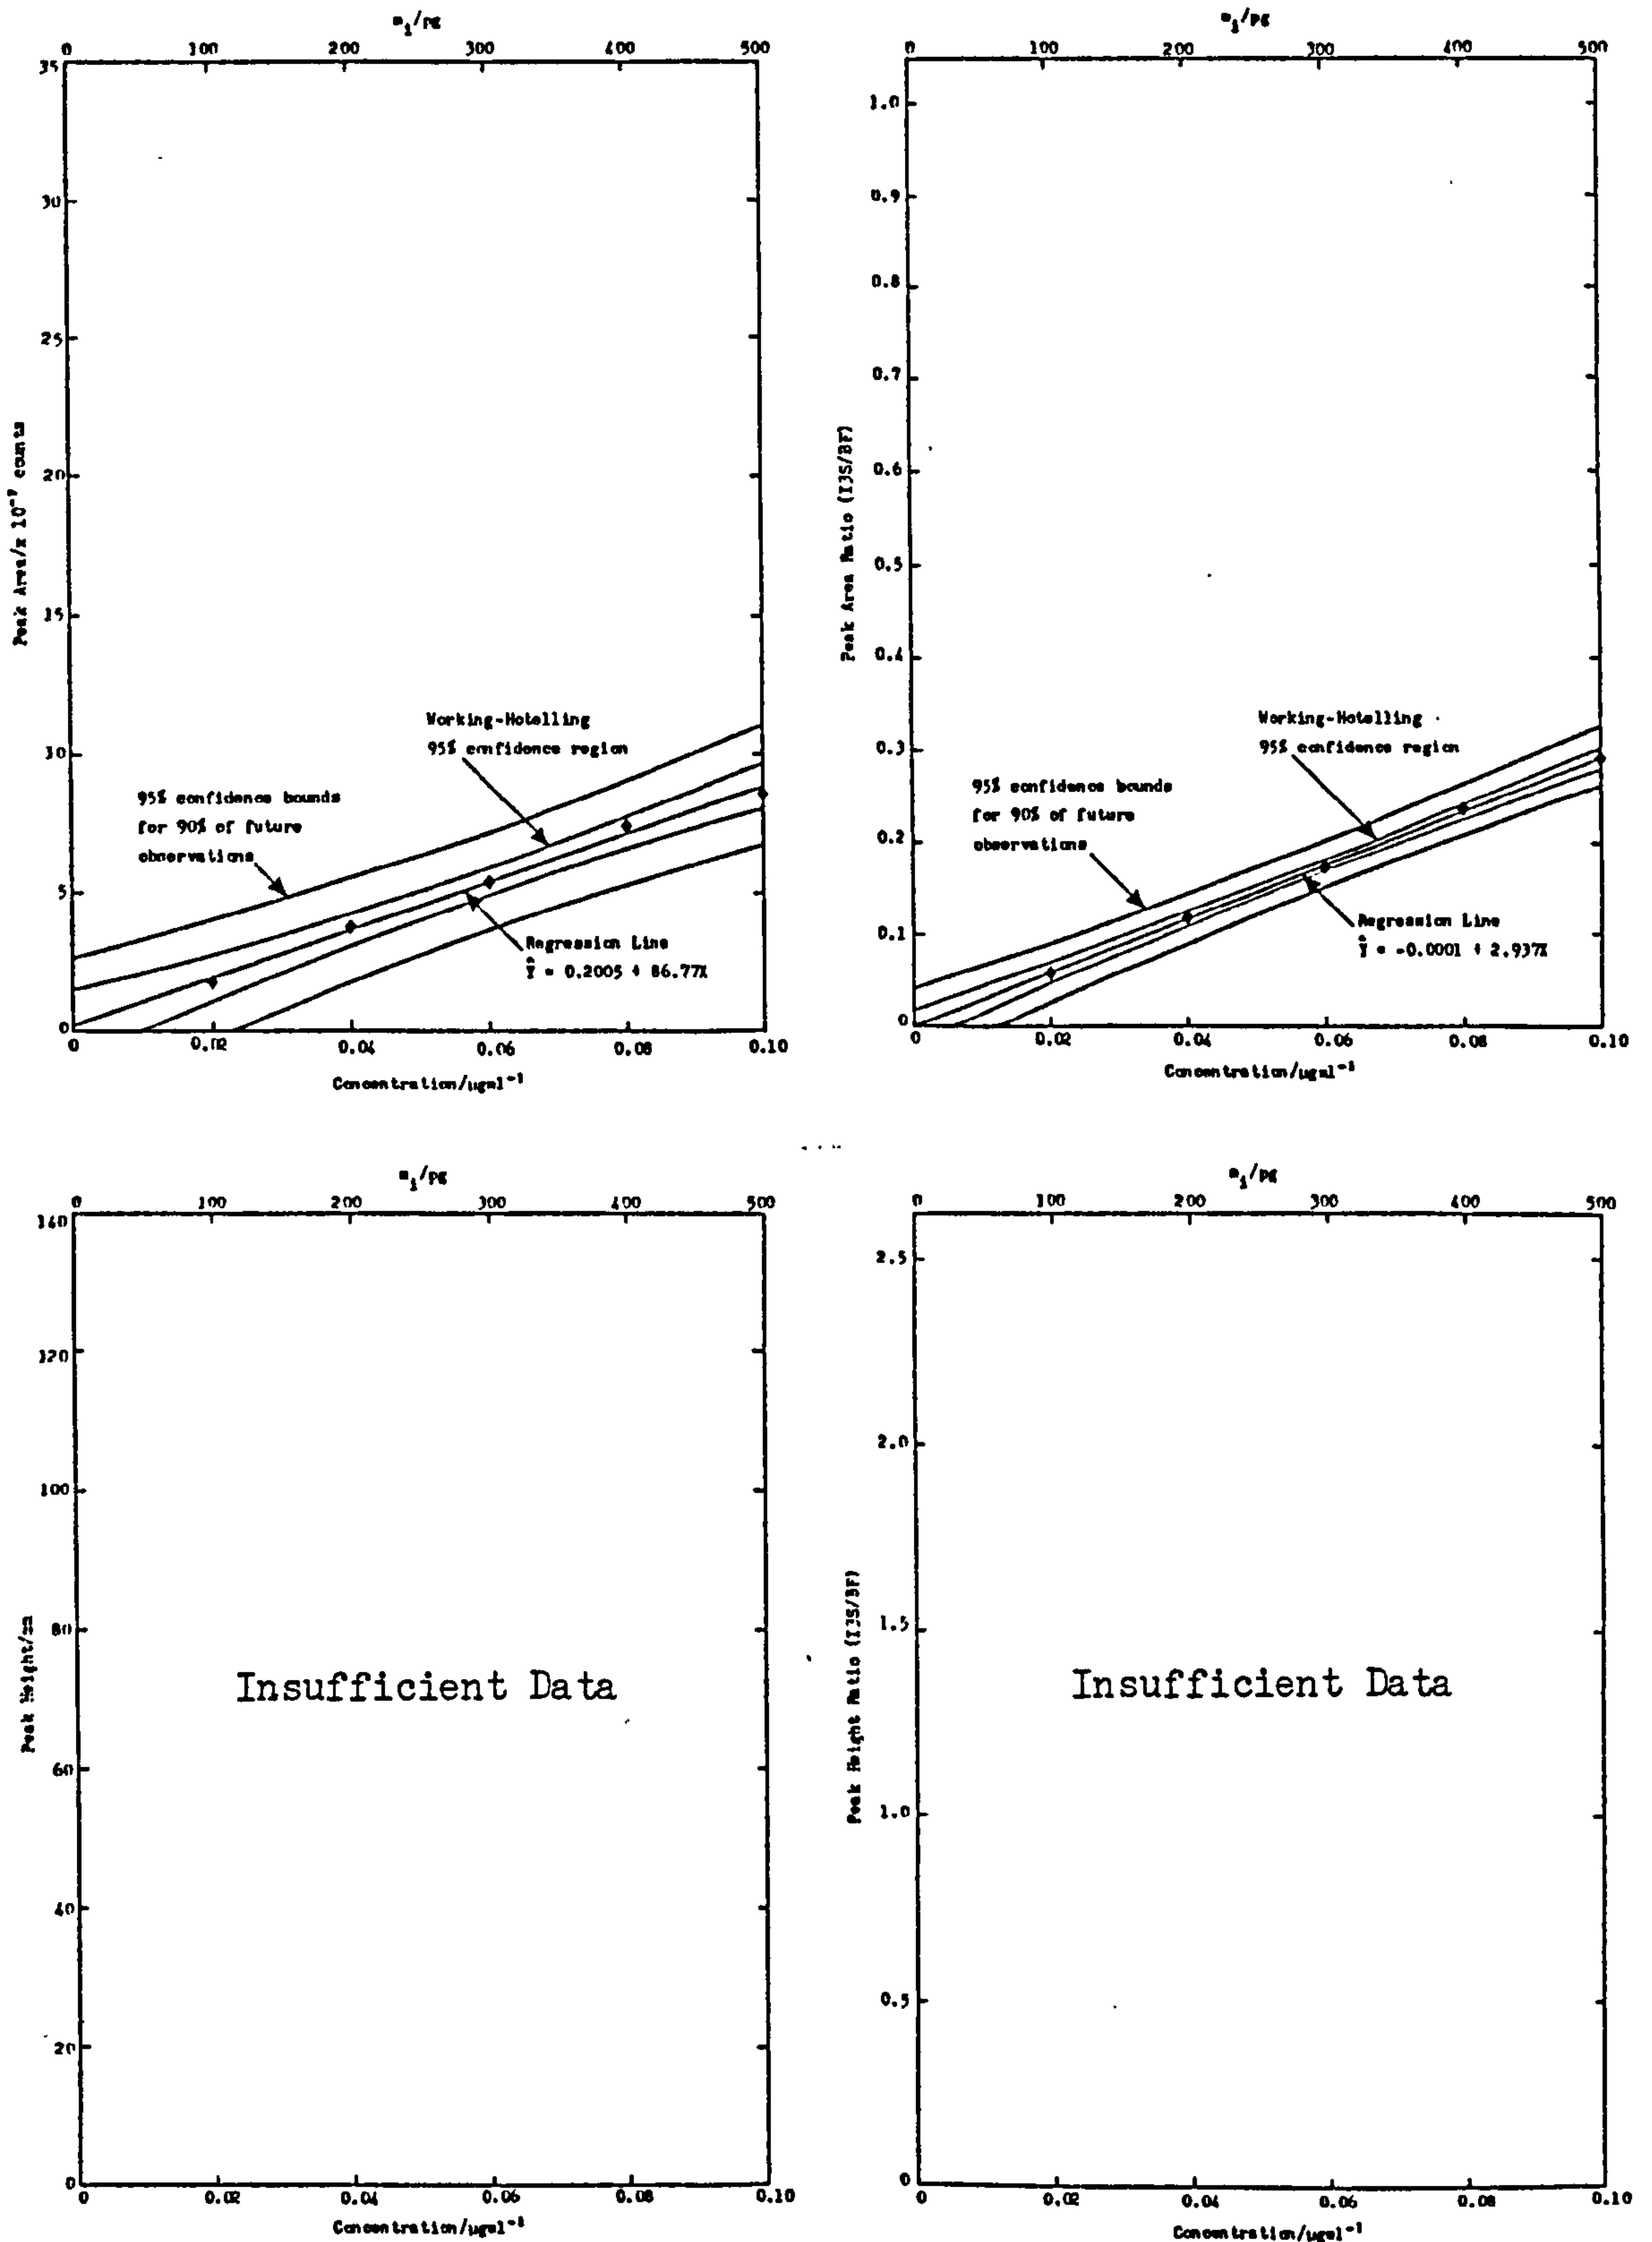 m_i/pg
0 100 200 300 400 500
35
30
25
20
15
10
5
0
Peak Area/x 10⁻⁷ counts
Working-Hotelling
95% confidence region
95% confidence bounds
for 90% of future
observations
Regression Line
Ŷ = 0.2005 + 86.77X
0 0.02 0.04 0.06 0.08 0.10
Concentration/µgml⁻¹
m_i/pg
0 100 200 300 400 500
1.0
0.9
0.8
0.7
0.6
0.5
0.4
0.3
0.2
0.1
0
Peak Area Ratio (I3S/BF)
Working-Hotelling
95% confidence region
95% confidence bounds
for 90% of future
observations
Regression Line
Ŷ = -0.0001 + 2.937X
0 0.02 0.04 0.06 0.08 0.10
Concentration/µgml⁻¹
m_i/pg
0 100 200 300 400 500
140
120
100
80
60
40
20
0
Peak Height/mm
Insufficient Data
0 0.02 0.04 0.06 0.08 0.10
Concentration/µgml⁻¹
m_i/pg
0 100 200 300 400 500
2.5
2.0
1.5
1.0
0.5
0
Peak Height Ratio (I3S/BF)
Insufficient Data
0 0.02 0.04 0.06 0.08 0.10
Concentration/µgml⁻¹